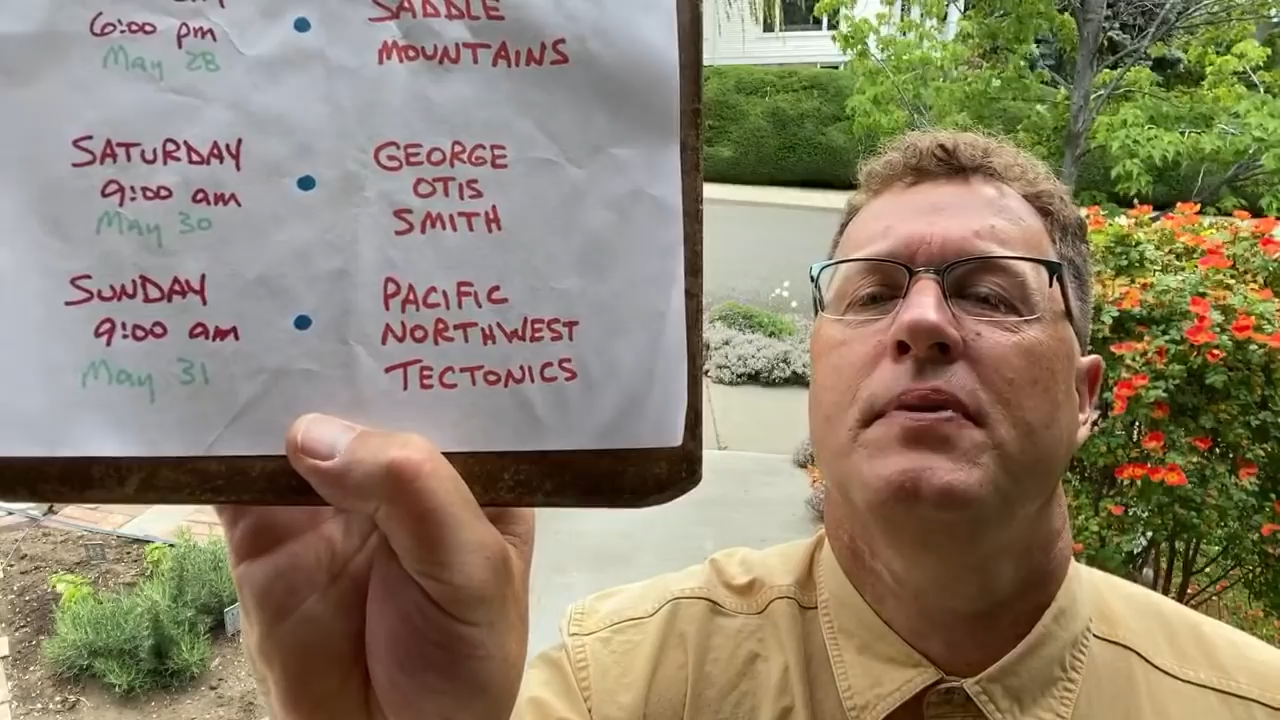 6:00 pm
May 28
SADDLE
MOUNTAINS
SATURDAY
9:00 am
May 30
GEORGE
OTIS
SMITH
SUNDAY
9:00 am
May 31
PACIFIC
NORTHWEST
TECTONICS